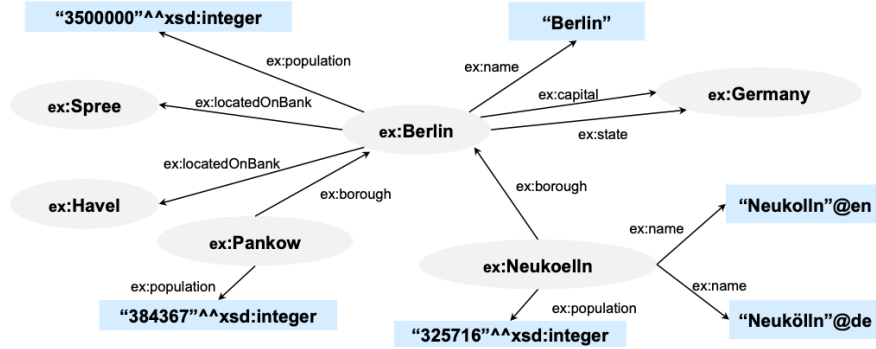 “3500000”^^xsd:integer
“Berlin”
ex:population
ex:name
ex:Spree
ex:locatedOnBank
ex:capital
ex:Germany
ex:Berlin
ex:state
ex:locatedOnBank
ex:borough
ex:borough
ex:Havel
“Neukolln”@en
ex:name
ex:Pankow
ex:Neukoelln
ex:population
ex:name
“384367”^^xsd:integer
ex:population
“Neukölln”@de
“325716”^^xsd:integer